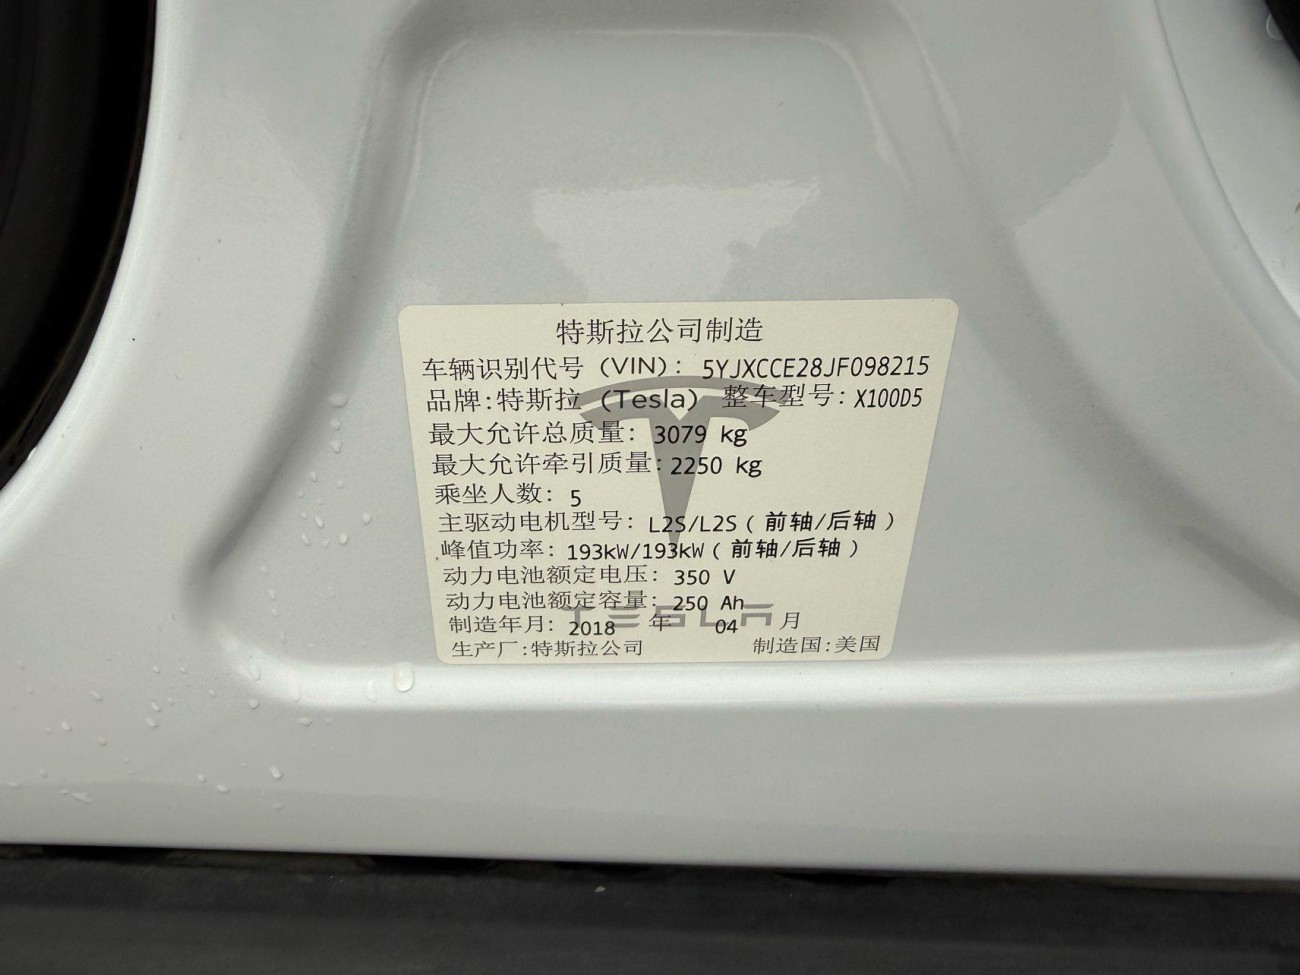 特斯拉公司制造
车辆识别代号 (VIN): 5YJXCCE28JF098215
品牌:特斯拉 (Tesla) 整车型号: X100D5
最大允许总质量: 3079 kg
最大允许牵引质量: 2250 kg
乘坐人数: 5
主驱动电机型号: L2S/L2S ( 前轴/后轴 )
峰值功率: 193kW/193kW ( 前轴/后轴 )
动力电池额定电压: 350 V
动力电池额定容量: 250 Ah
TESLA
制造年月: 2018 年 04 月
生产厂:特斯拉公司 制造国:美国